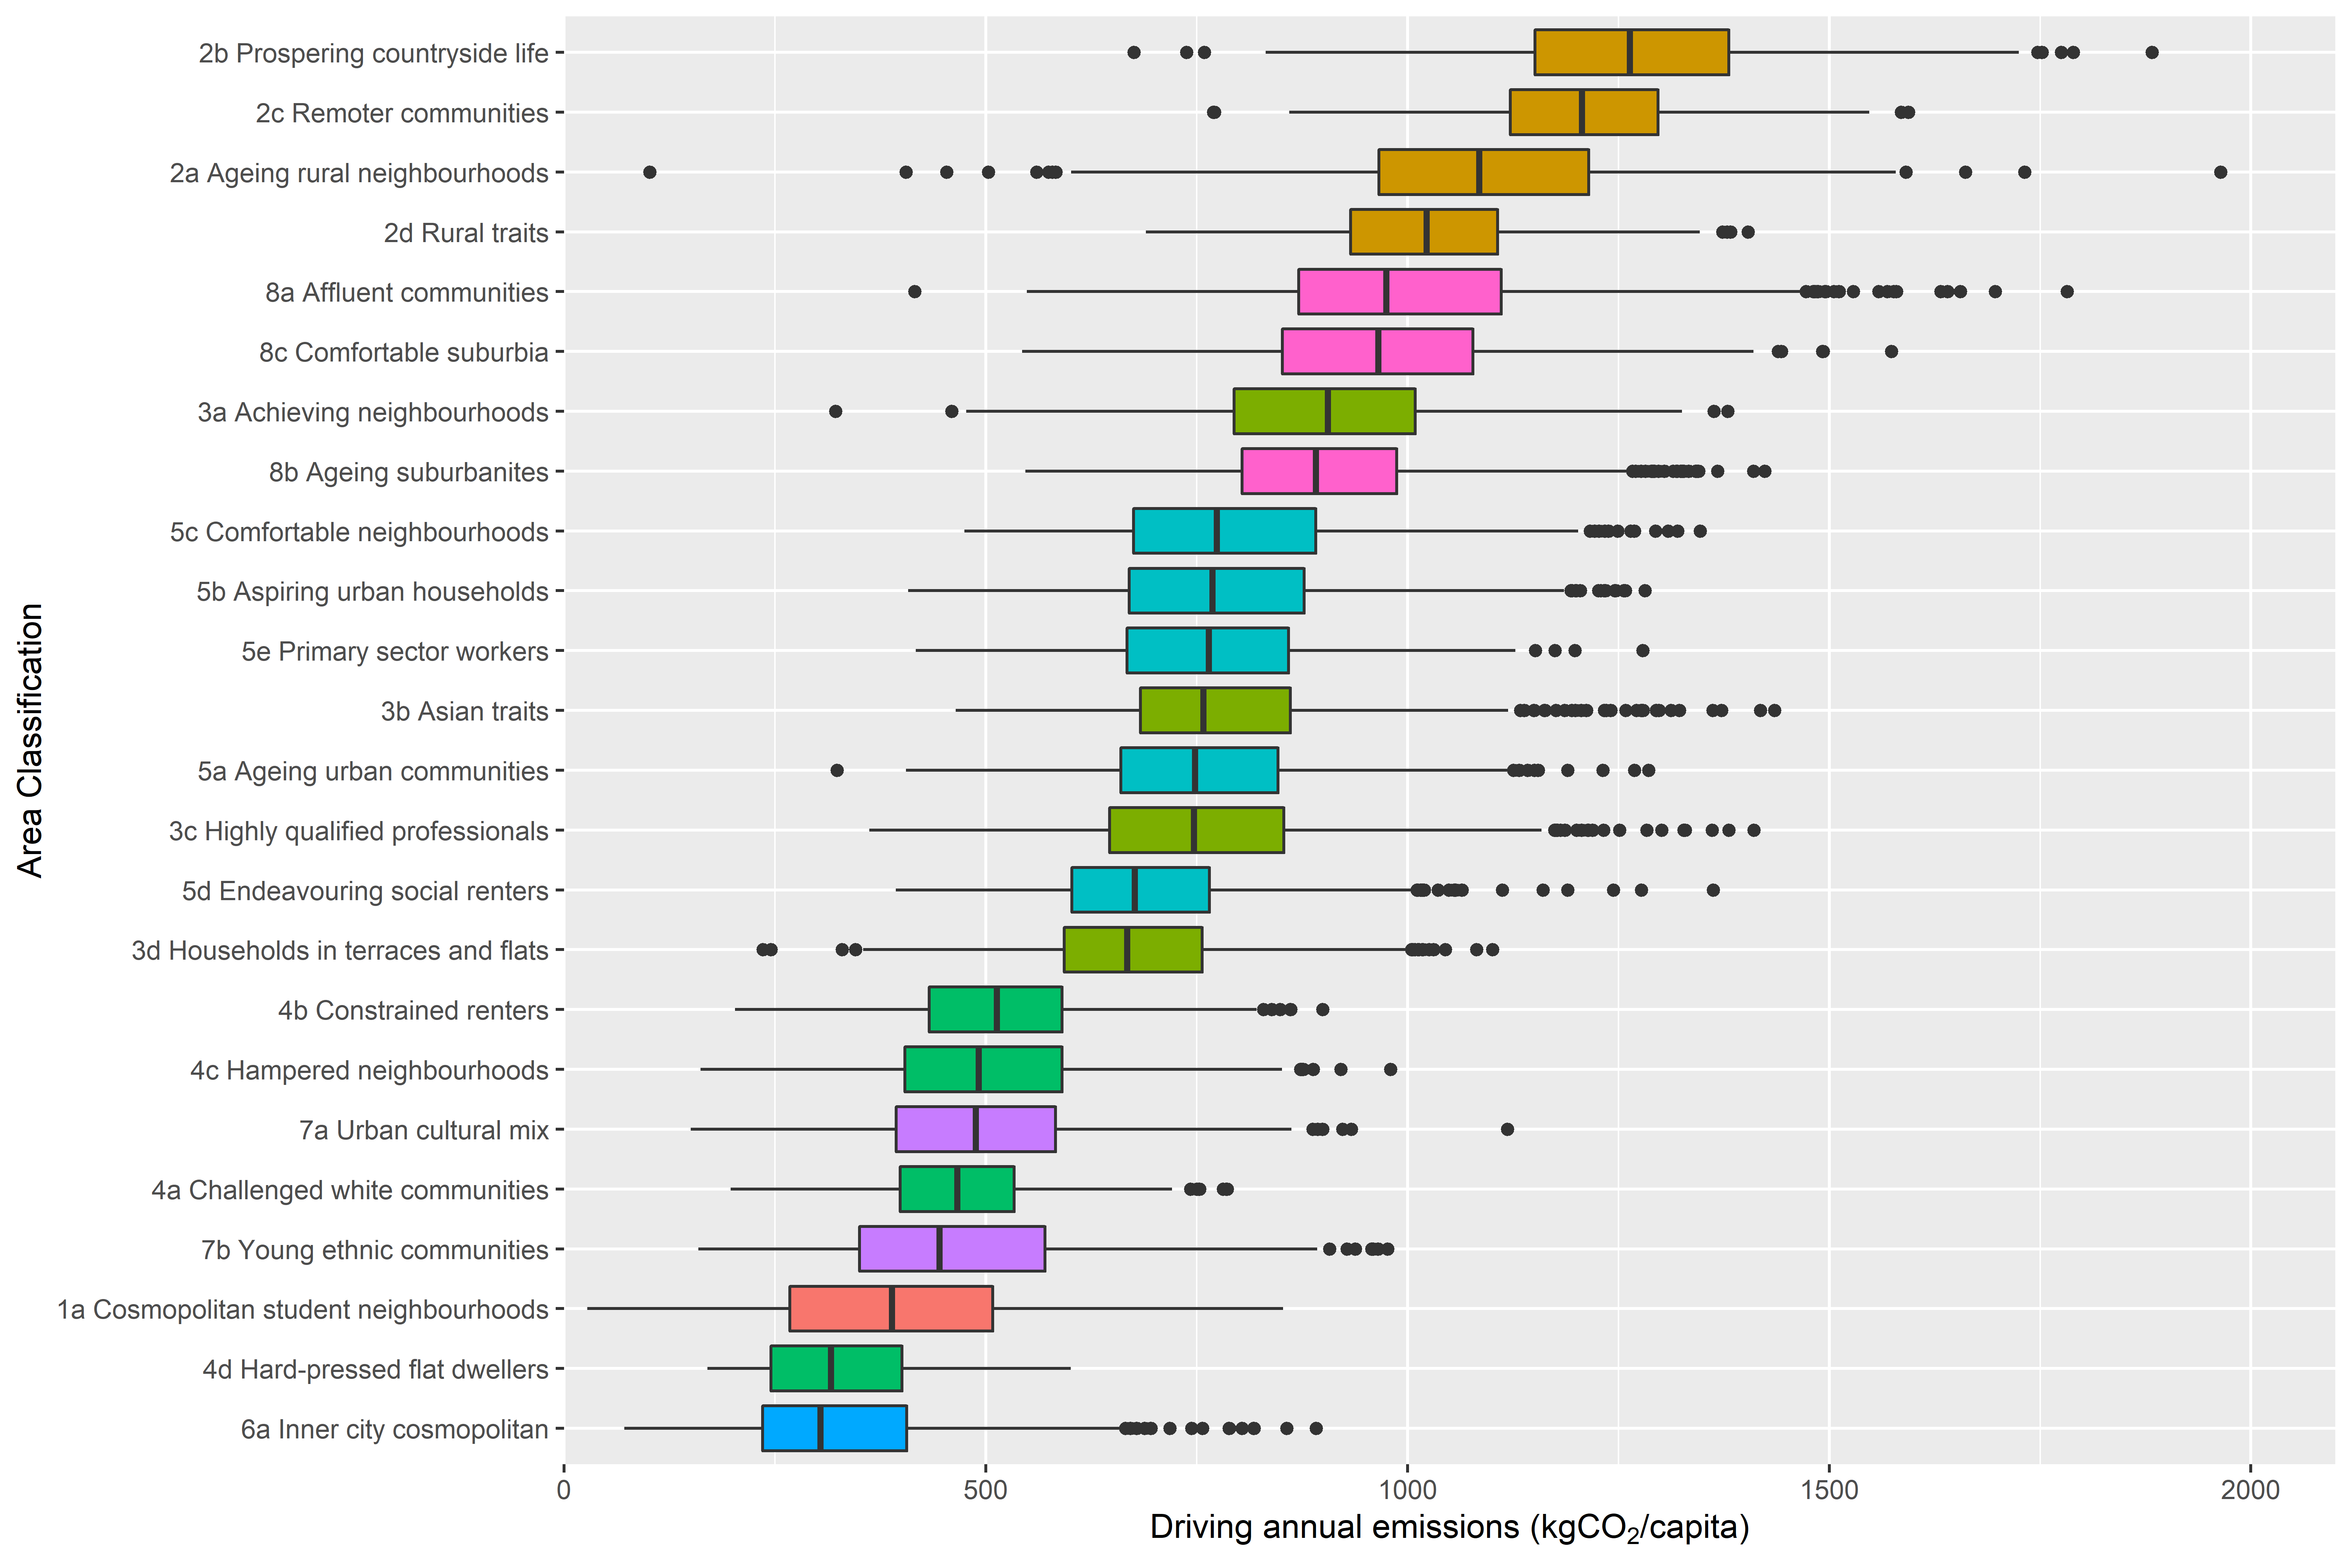 2b Prospering countryside life
2c Remoter communities
2a Ageing rural neighbourhoods
2d Rural traits
8a Affluent communities
8c Comfortable suburbia
3a Achieving neighbourhoods
8b Ageing suburbanites
5c Comfortable neighbourhoods
5b Aspiring urban households
5e Primary sector workers
3b Asian traits
5a Ageing urban communities
3c Highly qualified professionals
5d Endeavouring social renters
3d Households in terraces and flats
4b Constrained renters
4c Hampered neighbourhoods
7a Urban cultural mix
4a Challenged white communities
7b Young ethnic communities
1a Cosmopolitan student neighbourhoods
4d Hard-pressed flat dwellers
6a Inner city cosmopolitan
Area Classification
0 500 1000 1500 2000
Driving annual emissions (kgCO₂/capita)